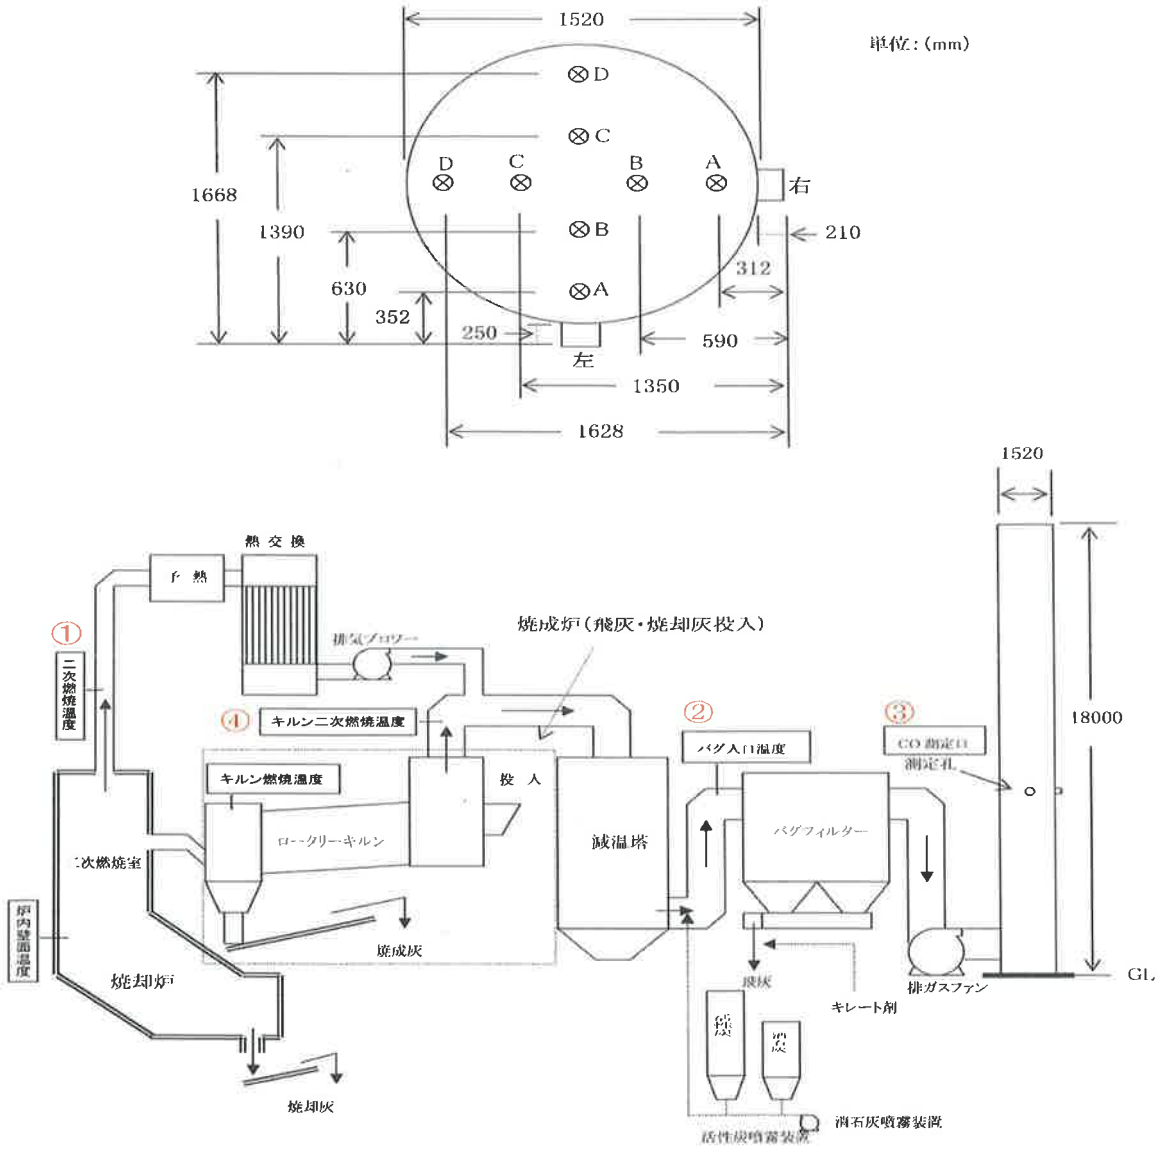 1520
単位：(mm)
D
C
D
C
B
A
右
1668
1390
B
210
312
630
A
352
250
590
左
1350
1628
1520
熱交換
予熱
①
焼成炉（飛灰・焼却灰投入）
排気ブロワー
二次燃焼温度
④
キルン二次燃焼温度
②
③
18000
バグ入口温度
CO測定口
測定孔
キルン燃焼温度
投入
ロータリーキルン
減温塔
バグフィルター
二次燃焼室
炉内壁面温度
焼成灰
焼却炉
飛灰
排ガスファン
GL
キレート剤
焼却灰
消石灰噴霧装置
活性炭噴霧装置